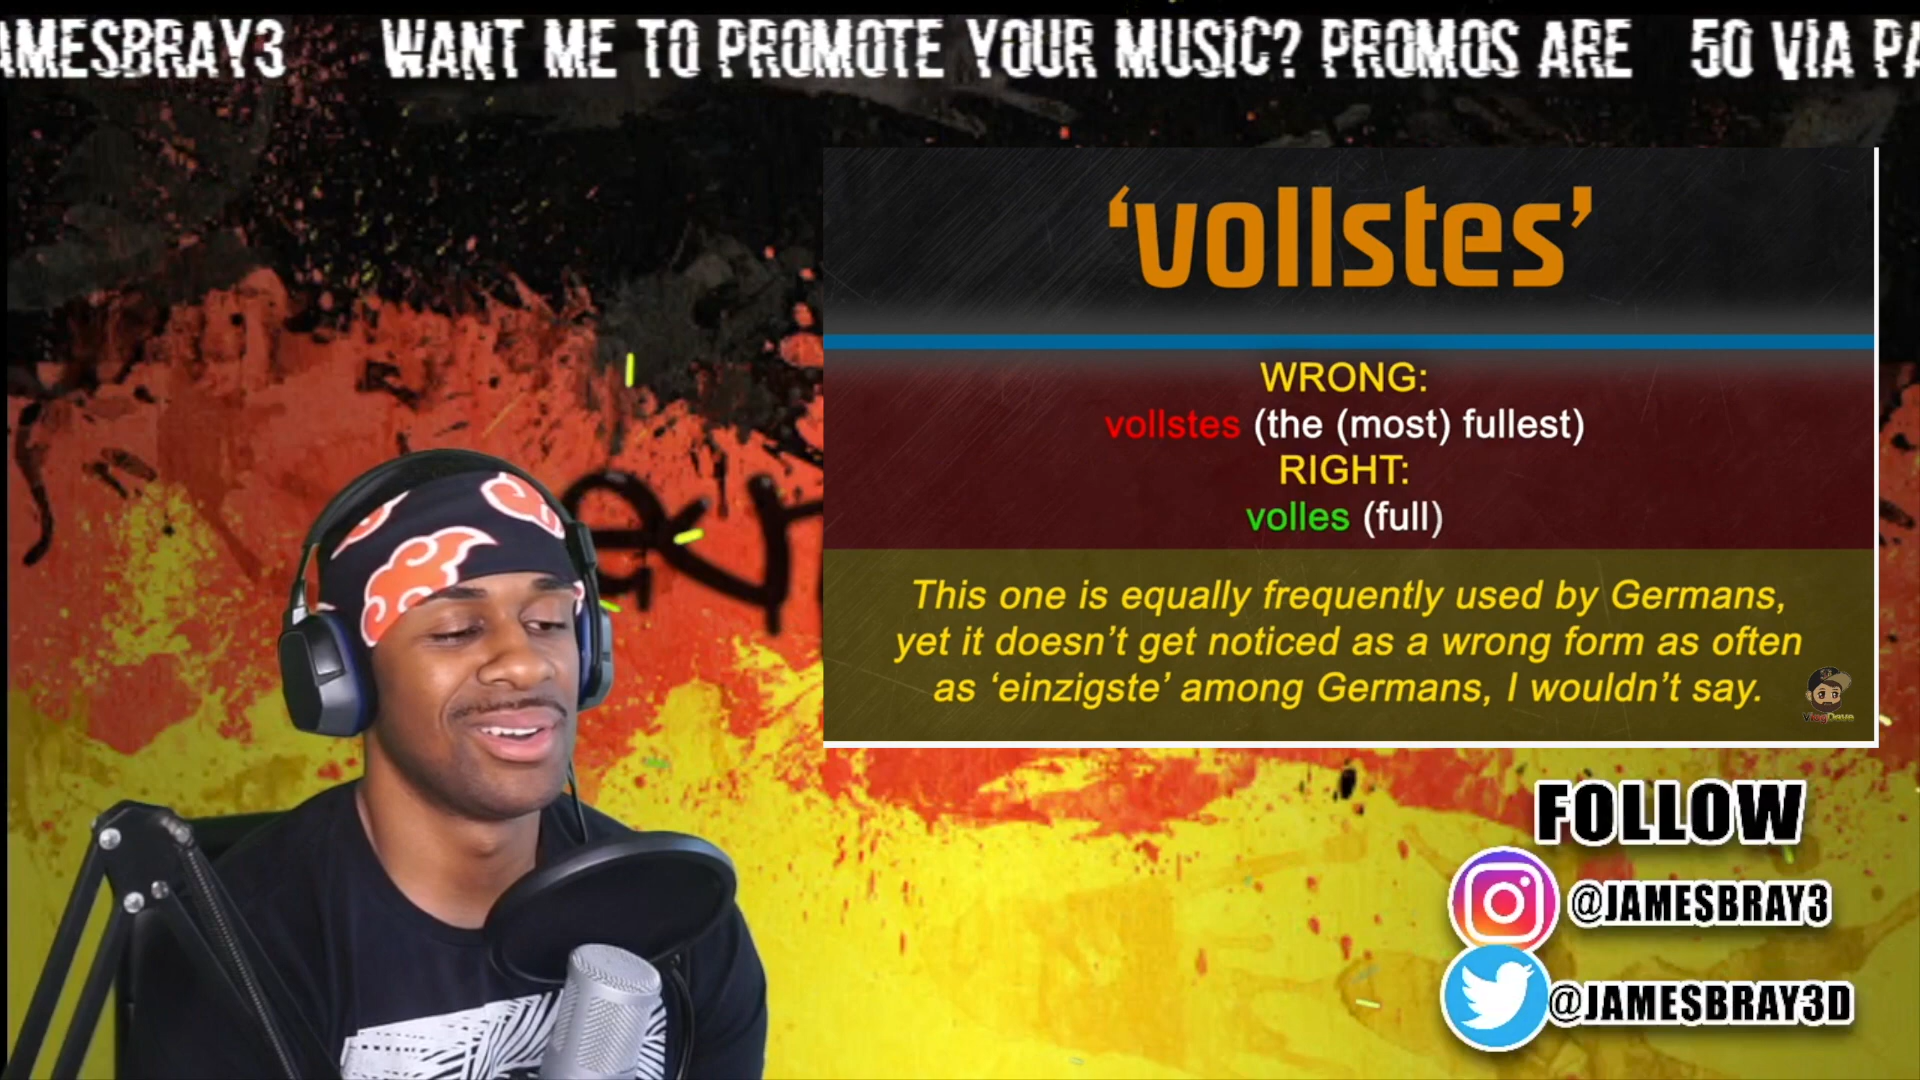 AMESBRAY3 WANT ME TO PROMOTE YOUR MUSIC? PROMOS ARE 50 VIA PA
‘vollstes’
WRONG:
vollstes (the (most) fullest)
RIGHT:
volles (full)
This one is equally frequently used by Germans,
yet it doesn’t get noticed as a wrong form as often
as ‘einzigste’ among Germans, I wouldn’t say.
VlogDave
FOLLOW
@JAMESBRAY3
@JAMESBRAY3D